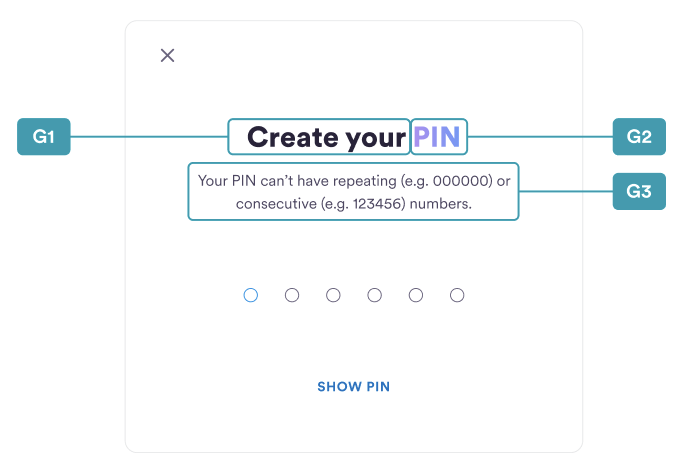 G1
Create your PIN
G2
Your PIN can't have repeating (e.g. 000000) or
consecutive (e.g. 123456) numbers.
G3
SHOW PIN